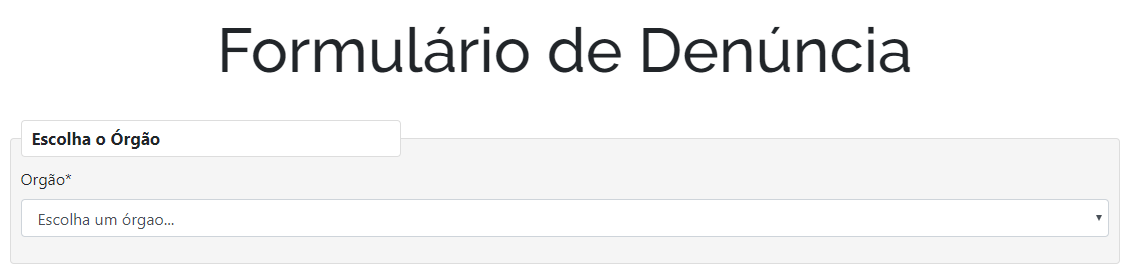 Formulário de Denúncia
Escolha o Órgão
Orgão*
Escolha um órgao...